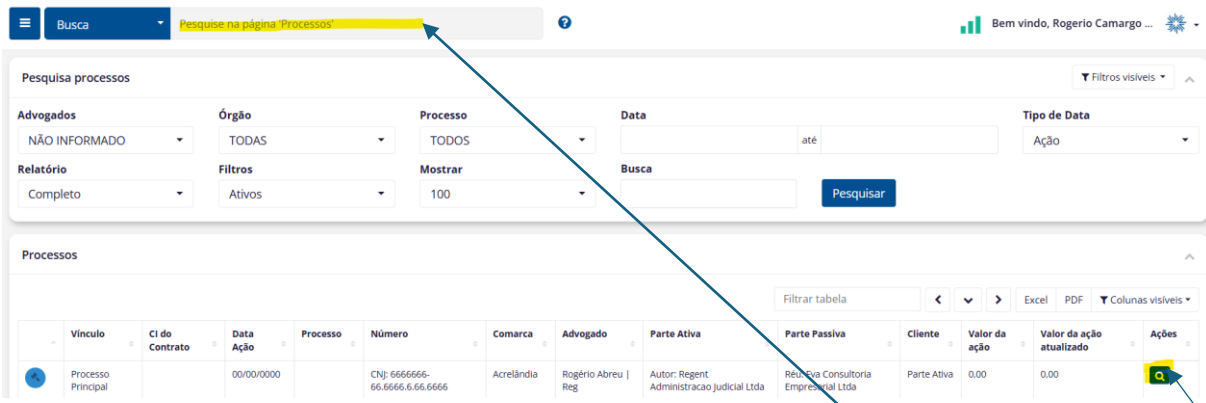 Busca Pesquise na página 'Processos' Bem vindo, Rogerio Camargo ...
Pesquisa processos Filtros visíveis
Advogados Órgão Processo Data Tipo de Data
NÃO INFORMADO TODAS TODOS até Ação
Relatório Filtros Mostrar Busca
Completo Ativos 100 Pesquisar
Processos
Filtrar tabela Excel PDF Colunas visíveis
Vínculo CI do Contrato Data Ação Processo Número Comarca Advogado Parte Ativa Parte Passiva Cliente Valor da ação Valor da ação atualizado Ações
Processo 00/00/0000 CNJ: 6666666- Acrelândia Rogério Abreu | Autor: Regent Réu: Eva Consultoria Parte Ativa 0,00 0,00
Principal 66.6666.6.66.6666 Reg Administracao Judicial Ltda Empresarial Ltda